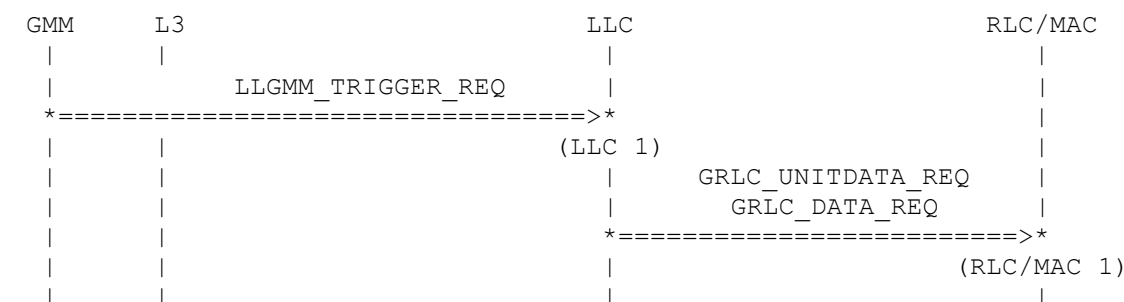 GMM L3 LLC RLC/MAC
| | | |
| LLGMM_TRIGGER_REQ | |
*==================================>* |
| | (LLC 1) |
| | | GRLC_UNITDATA_REQ |
| | | GRLC_DATA_REQ |
| | *=========================>*
| | | (RLC/MAC 1)
| | | |